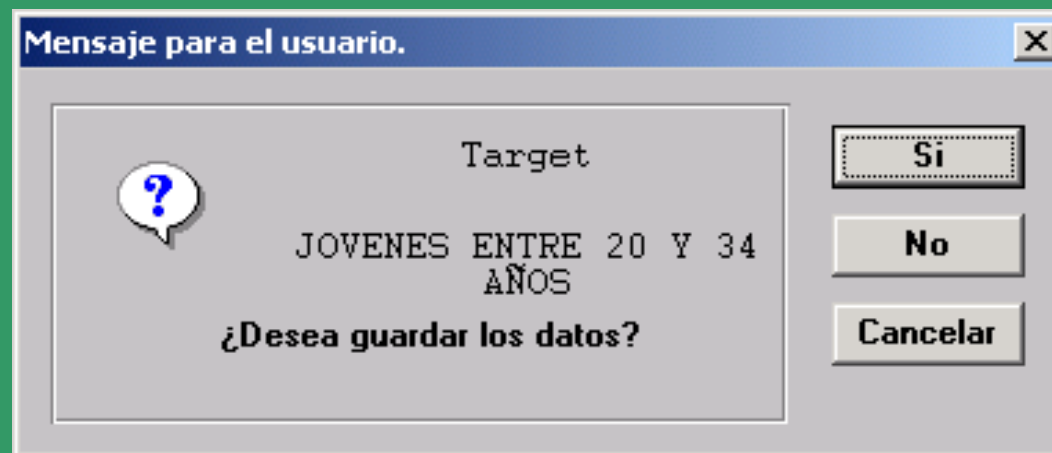 Mensaje para el usuario.
Target
JOVENES ENTRE 20 Y 34
AÑOS
¿Desea guardar los datos?
Si
No
Cancelar